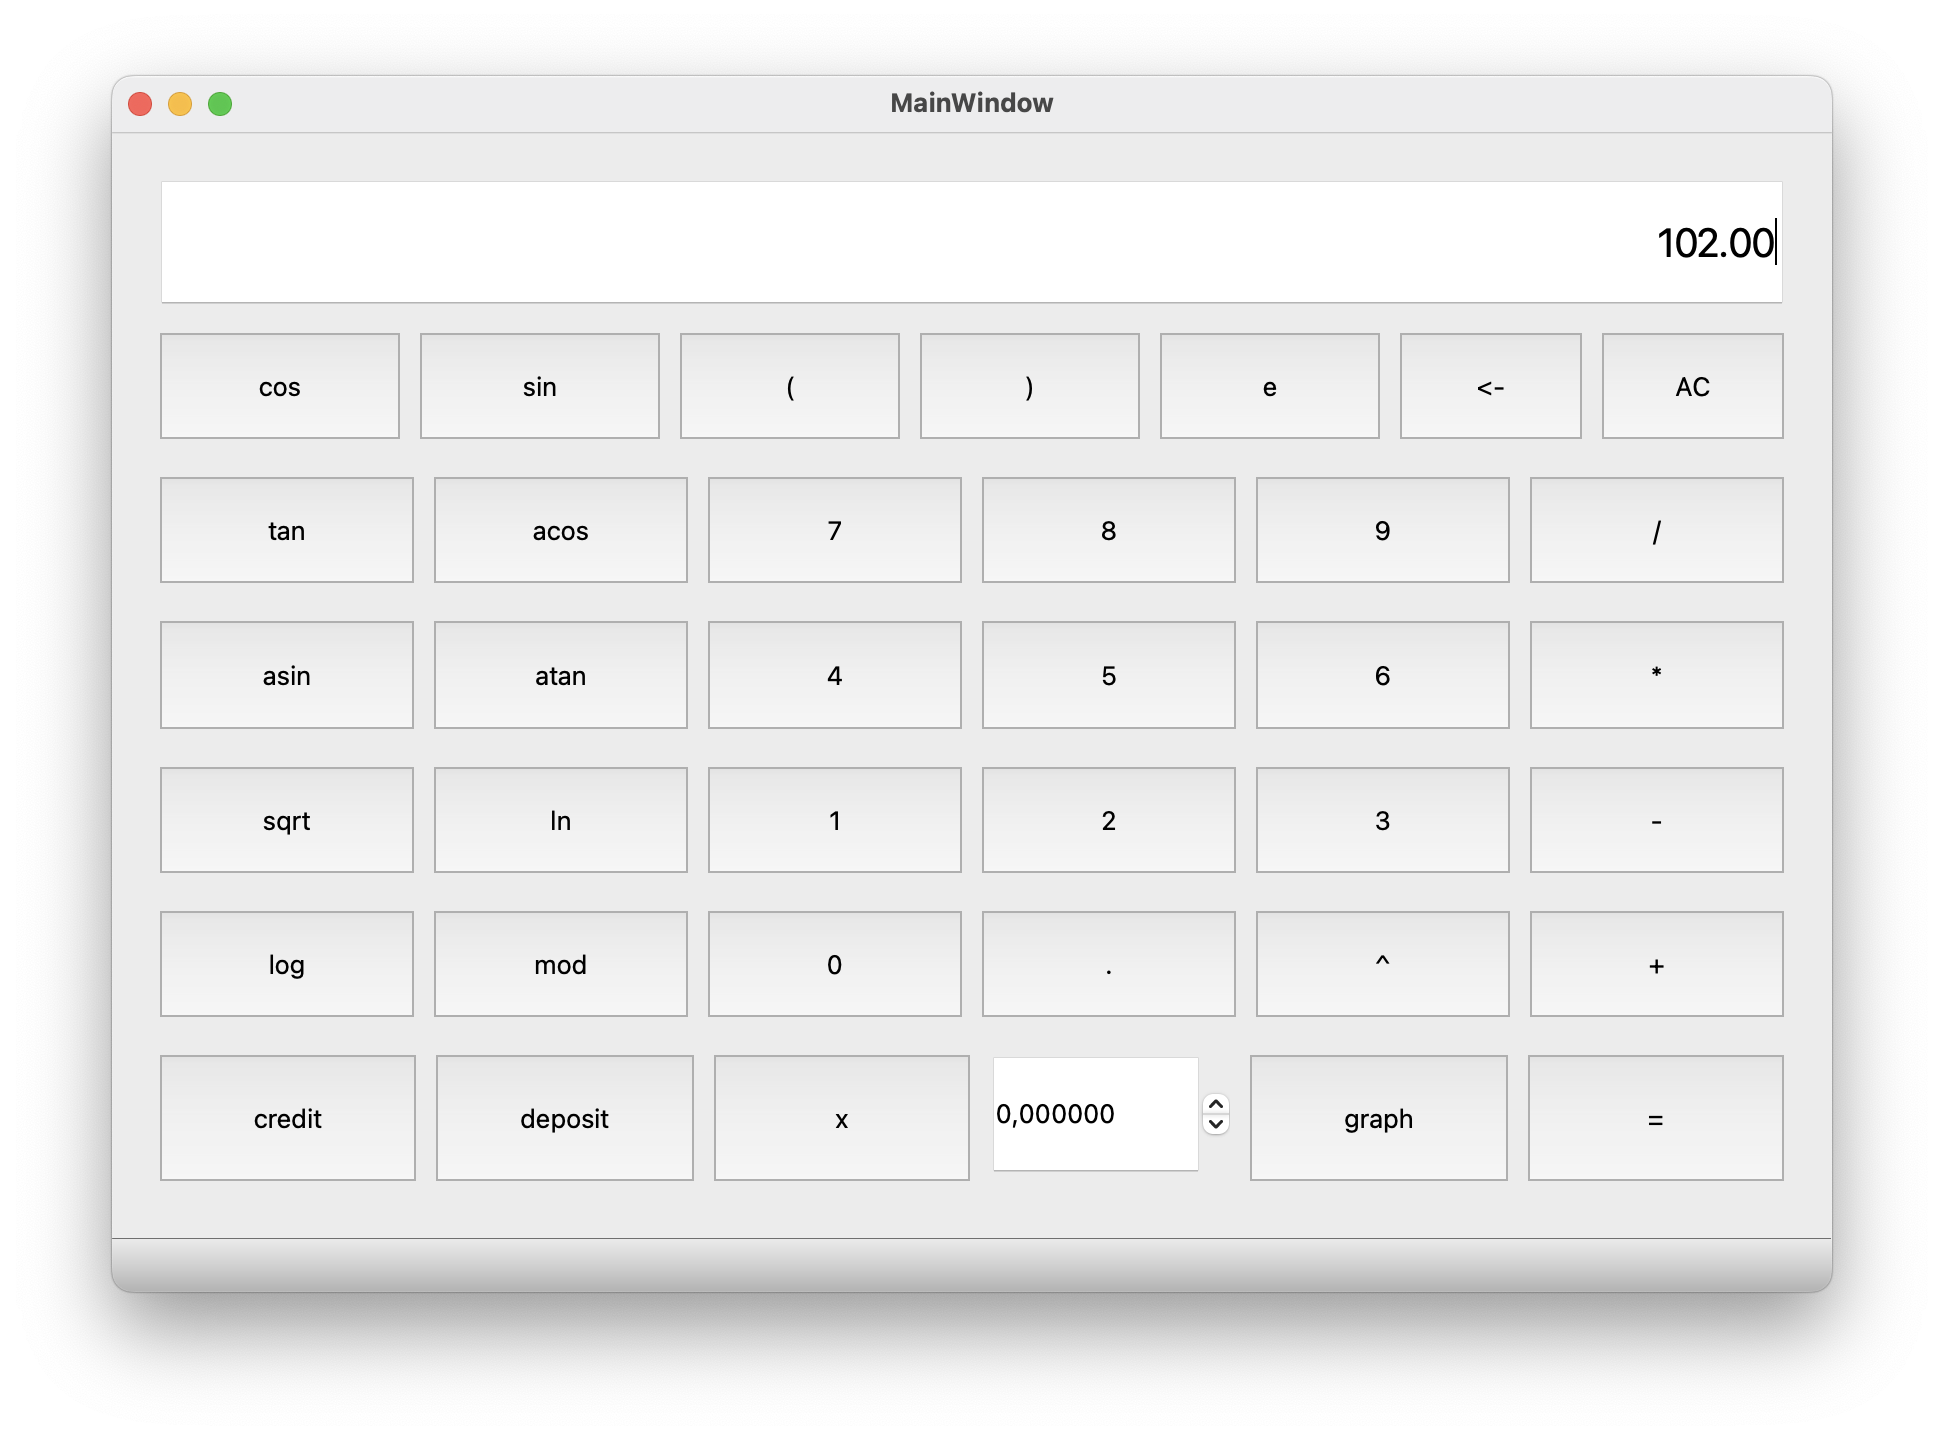 MainWindow
102.00
cos sin ( ) e <- AC
tan acos 7 8 9 /
asin atan 4 5 6 *
sqrt ln 1 2 3 -
log mod 0 . ^ +
credit deposit x 0,000000 graph =